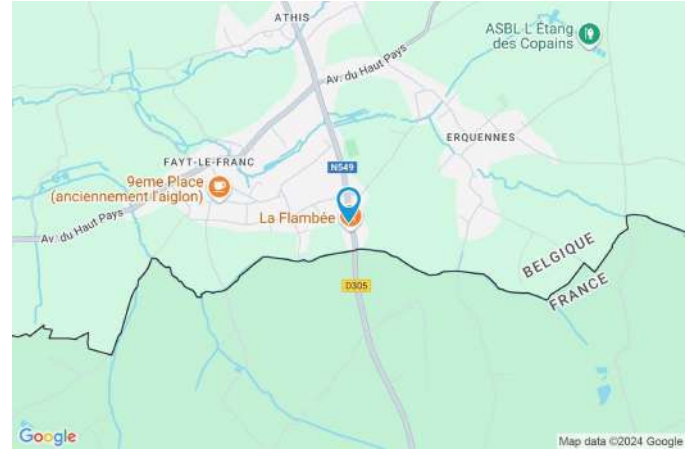 ATHIS
ASBL L'Étang
des Copains
Av. du Haut Pays
ERQUENNES
FAYT-LE-FRANC
N549
9eme Place
(anciennement l'aiglon)
La Flambée
Av. du Haut Pays
BELGIQUE
FRANCE
D305
Google
Map data ©2024 Google